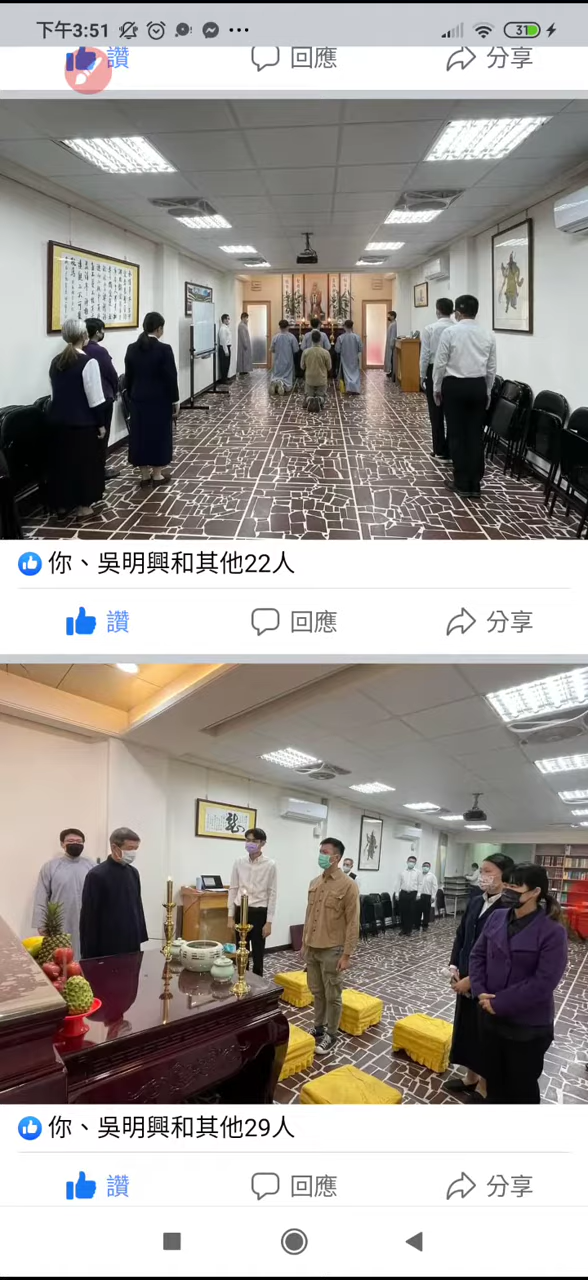 下午3:51 31
讚 回應 分享
龍
你、吳明興和其他22人
讚 回應 分享
你、吳明興和其他29人
讚 回應 分享